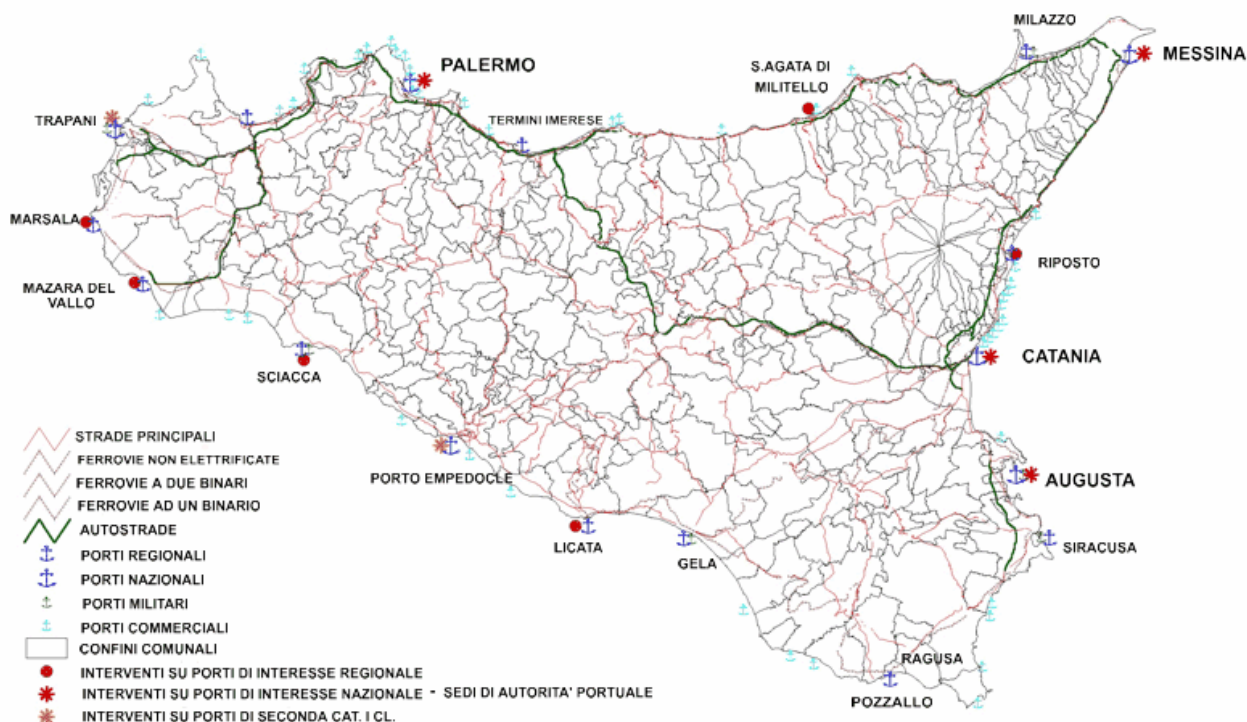 MILAZZO
MESSINA
PALERMO
S.AGATA DI
MILITELLO
TRAPANI
TERMINI IMERESE
MARSALA
RIPOSTO
MAZARA DEL
VALLO
CATANIA
SCIACCA
PORTO EMPEDOCLE
AUGUSTA
LICATA
GELA
SIRACUSA
RAGUSA
POZZALLO
STRADE PRINCIPALI
FERROVIE NON ELETTRIFICATE
FERROVIE A DUE BINARI
FERROVIE AD UN BINARIO
AUTOSTRADE
PORTI REGIONALI
PORTI NAZIONALI
PORTI MILITARI
PORTI COMMERCIALI
CONFINI COMUNALI
INTERVENTI SU PORTI DI INTERESSE REGIONALE
INTERVENTI SU PORTI DI INTERESSE NAZIONALE - SEDI DI AUTORITA' PORTUALE
INTERVENTI SU PORTI DI SECONDA CAT. I CL.